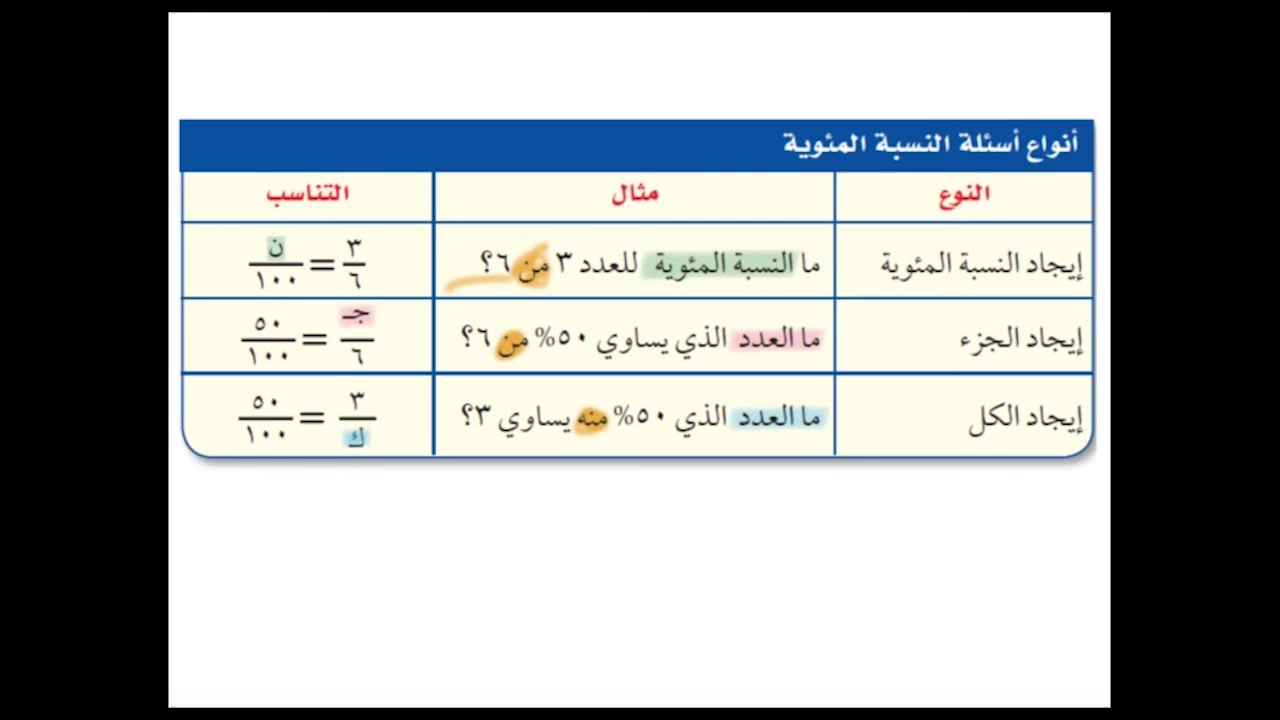 أنواع أسئلة النسبة المئوية
النوع مثال التناسب
إيجاد النسبة المئوية ما النسبة المئوية للعدد ٣ من ٦؟ ٣/٦ = ن/١٠٠
إيجاد الجزء ما العدد الذي يساوي ٥٠% من ٦؟ جـ/٦ = ٥٠/١٠٠
إيجاد الكل ما العدد الذي ٥٠% منه يساوي ٣؟ ٣/ك = ٥٠/١٠٠